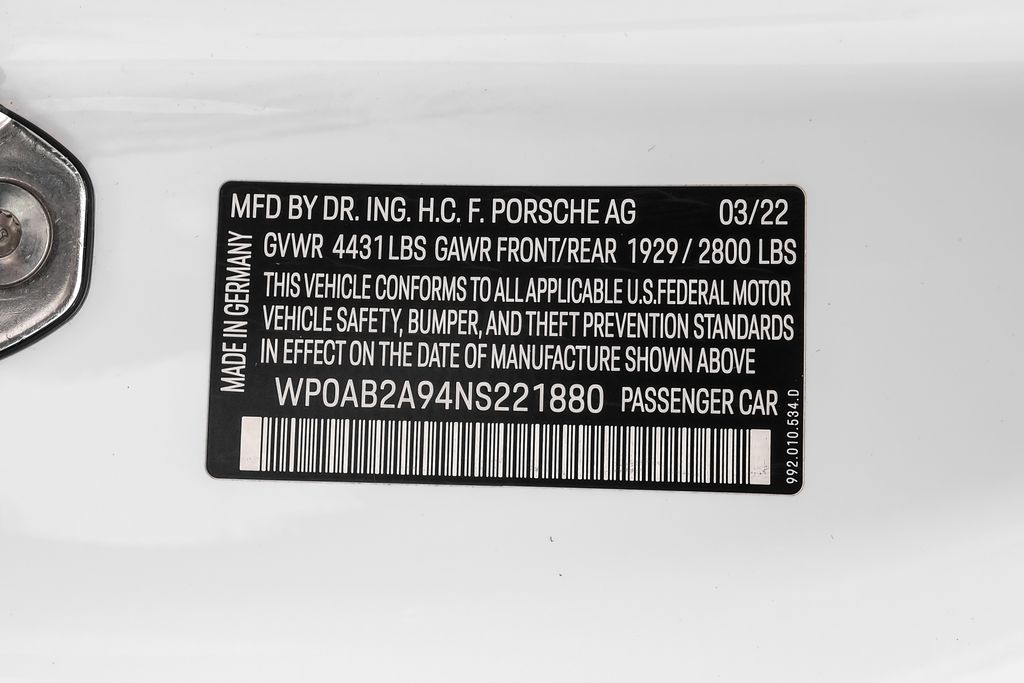 MFD BY DR. ING. H.C. F. PORSCHE AG 03/22
GVWR 4431 LBS GAWR FRONT/REAR 1929 / 2800 LBS
THIS VEHICLE CONFORMS TO ALL APPLICABLE U.S.FEDERAL MOTOR
VEHICLE SAFETY, BUMPER, AND THEFT PREVENTION STANDARDS
IN EFFECT ON THE DATE OF MANUFACTURE SHOWN ABOVE
MADE IN GERMANY
WP0AB2A94NS221880 PASSENGER CAR
992.010.534.D